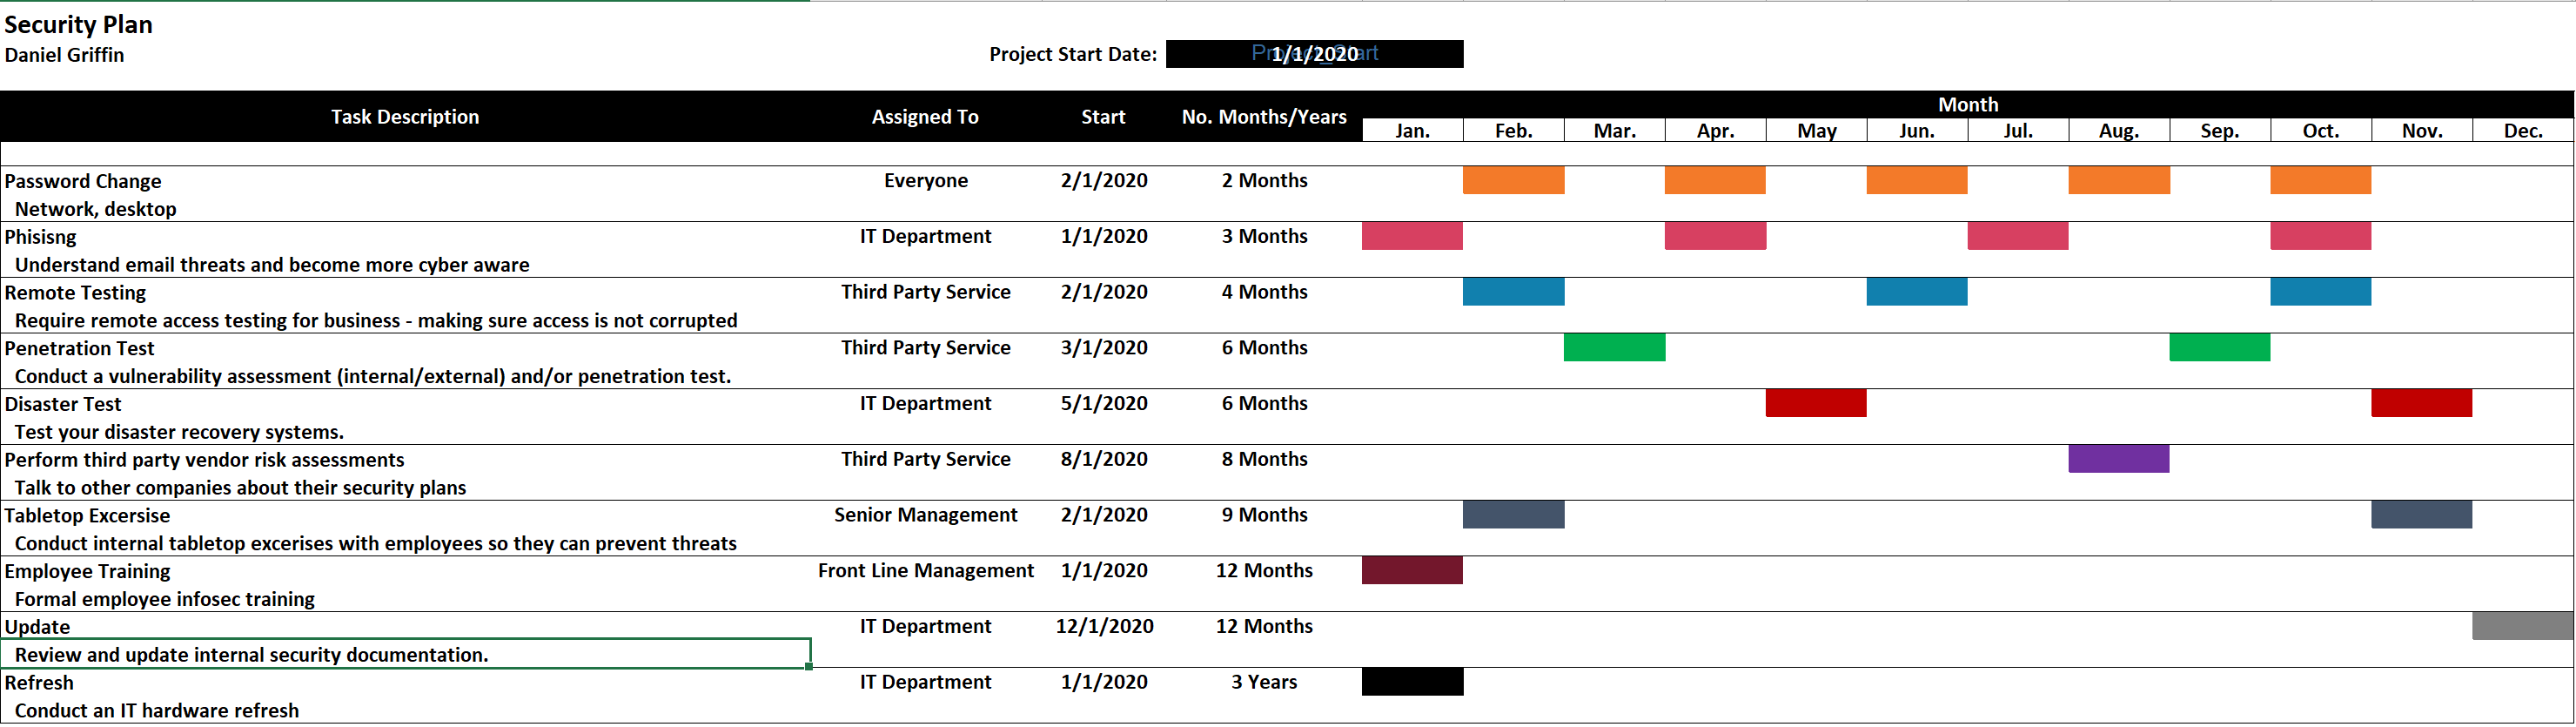 Security Plan
Daniel Griffin
Project Start Date: 1/1/2020 Project_Start
Task Description Assigned To Start No. Months/Years Month
Jan. Feb. Mar. Apr. May Jun. Jul. Aug. Sep. Oct. Nov. Dec.
Password Change Everyone 2/1/2020 2 Months
Network, desktop
Phisisng IT Department 1/1/2020 3 Months
Understand email threats and become more cyber aware
Remote Testing Third Party Service 2/1/2020 4 Months
Require remote access testing for business - making sure access is not corrupted
Penetration Test Third Party Service 3/1/2020 6 Months
Conduct a vulnerability assessment (internal/external) and/or penetration test.
Disaster Test IT Department 5/1/2020 6 Months
Test your disaster recovery systems.
Perform third party vendor risk assessments Third Party Service 8/1/2020 8 Months
Talk to other companies about their security plans
Tabletop Excersise Senior Management 2/1/2020 9 Months
Conduct internal tabletop excerises with employees so they can prevent threats
Employee Training Front Line Management 1/1/2020 12 Months
Formal employee infosec training
Update IT Department 12/1/2020 12 Months
Review and update internal security documentation.
Refresh IT Department 1/1/2020 3 Years
Conduct an IT hardware refresh